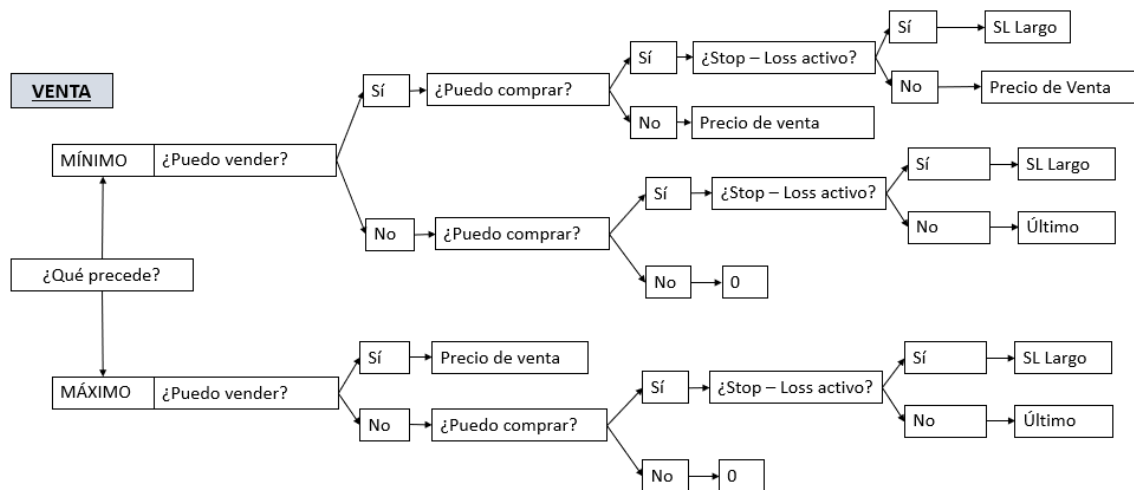 VENTA
Sí
SL Largo
Sí
¿Stop – Loss activo?
Sí
¿Puedo comprar?
No
Precio de Venta
No
Precio de venta
MÍNIMO
¿Puedo vender?
Sí
SL Largo
Sí
¿Stop – Loss activo?
No
¿Puedo comprar?
No
Último
¿Qué precede?
No
0
Sí
Precio de venta
Sí
SL Largo
MÁXIMO
¿Puedo vender?
Sí
¿Stop – Loss activo?
No
¿Puedo comprar?
No
Último
No
0